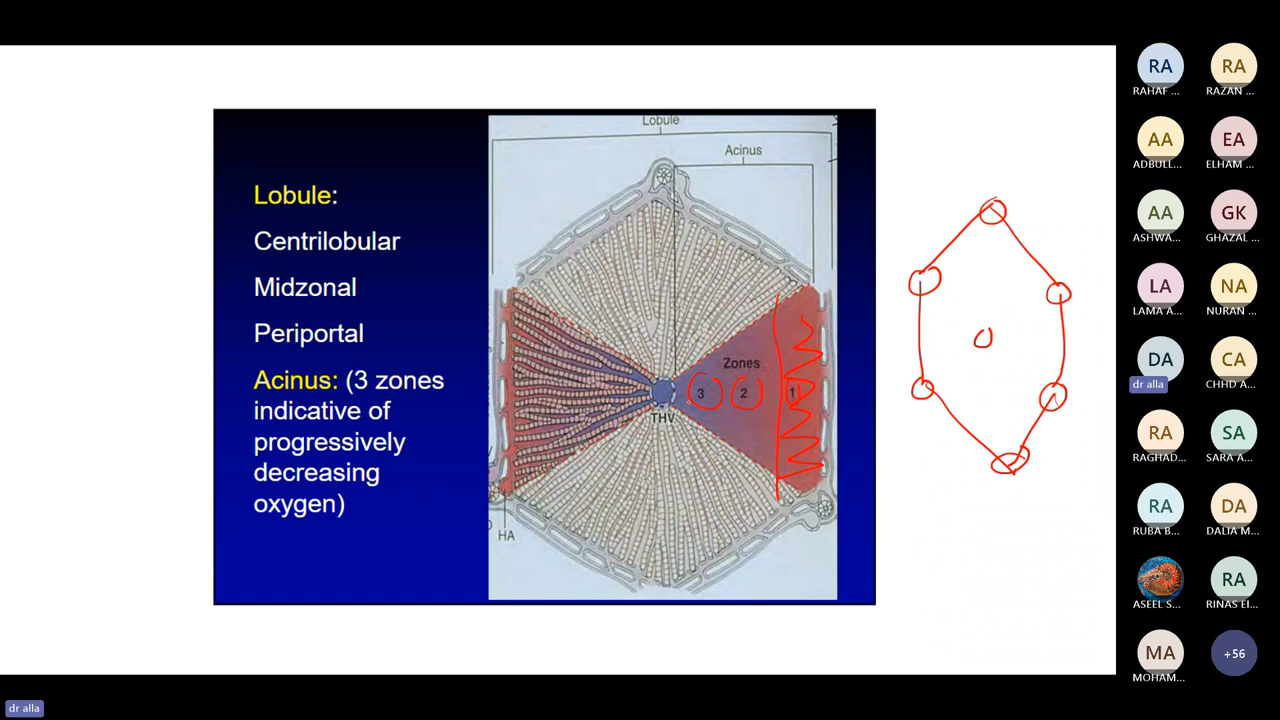 Lobule:
Centrilobular
Midzonal
Periportal
Acinus: (3 zones
indicative of
progressively
decreasing
oxygen)
Lobule
Acinus
Zones
3
2
1
THV
HA
RA
RAHAF ...
RA
RAZAN ...
AA
ADBULL...
EA
ELHAM ...
AA
ASHWA...
GK
GHAZAL ...
LA
LAMA A...
NA
NURAN ...
DA
dr alla
CA
CHHD A...
RA
RAGHAD...
SA
SARA A...
RA
RUBA B...
DA
DALIA M...
ASEEL S...
RA
RINAS EI...
MA
MOHAM...
+56
dr alla